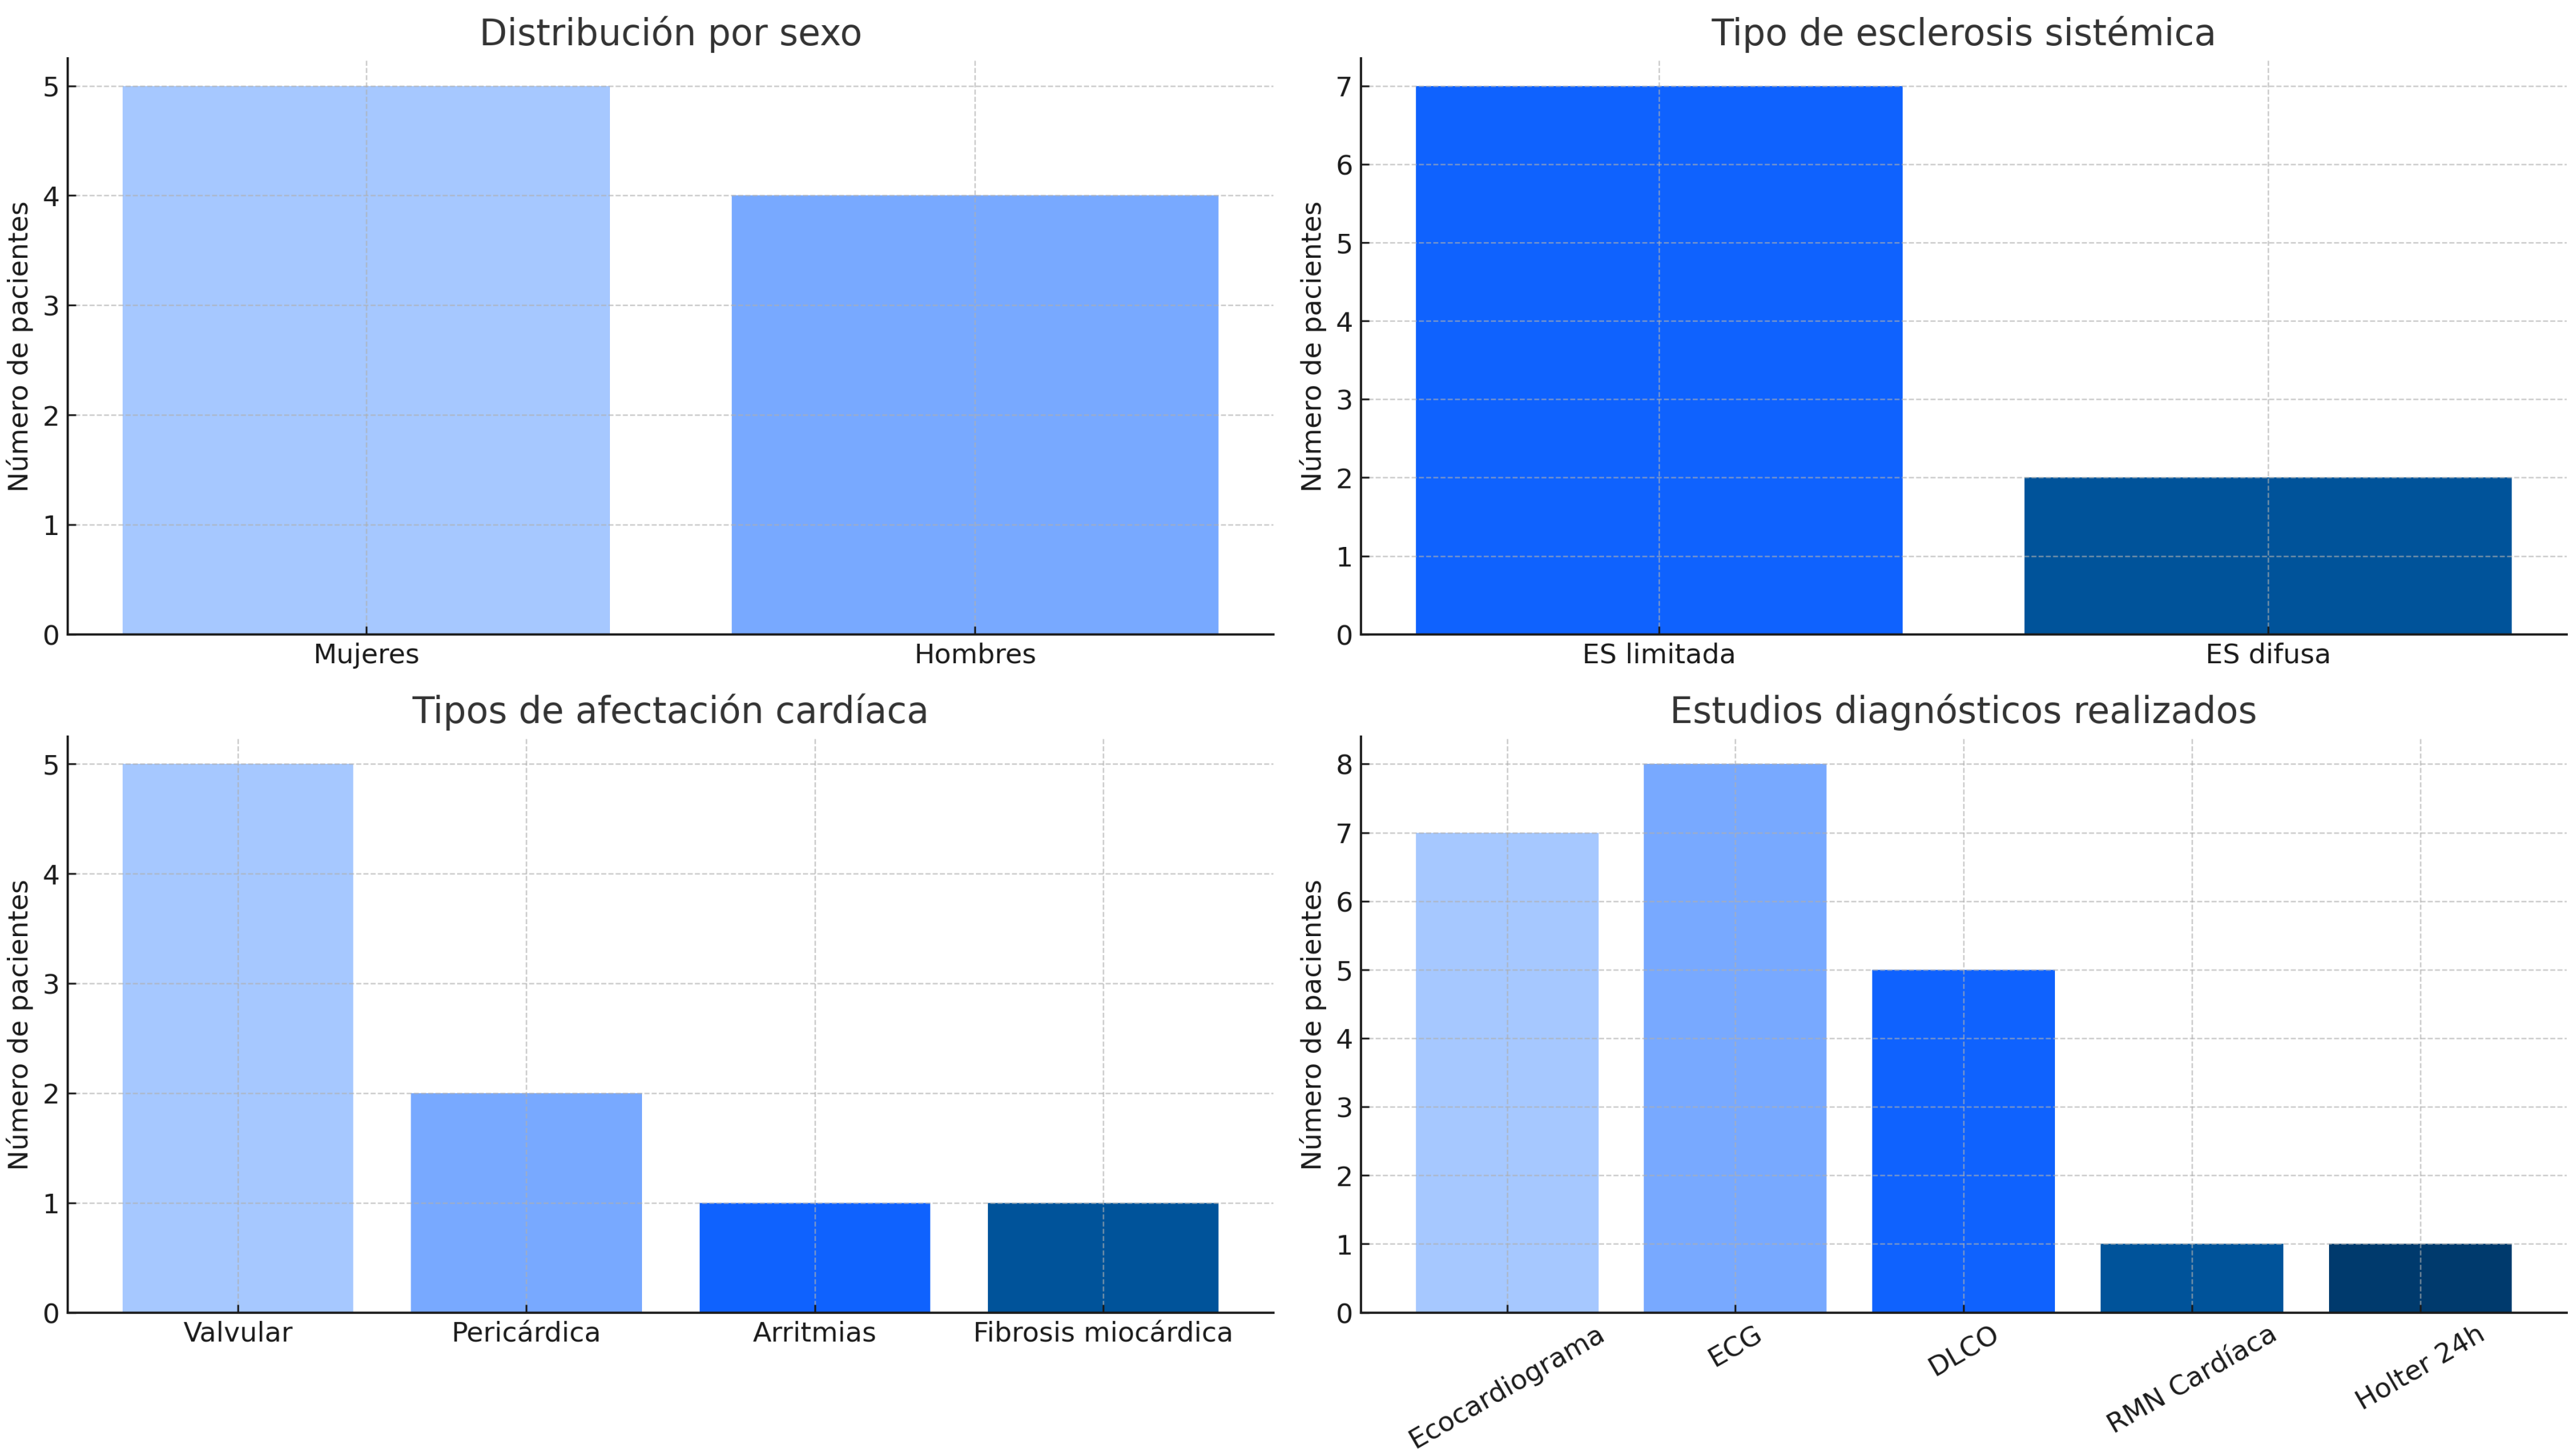 Distribución por sexo
Número de pacientes
5
4
3
2
1
0
Mujeres
Hombres
Tipo de esclerosis sistémica
Número de pacientes
7
6
5
4
3
2
1
0
ES limitada
ES difusa
Tipos de afectación cardíaca
Número de pacientes
5
4
3
2
1
0
Valvular
Pericárdica
Arritmias
Fibrosis miocárdica
Estudios diagnósticos realizados
Número de pacientes
8
7
6
5
4
3
2
1
0
Ecocardiograma
ECG
DLCO
RMN Cardíaca
Holter 24h